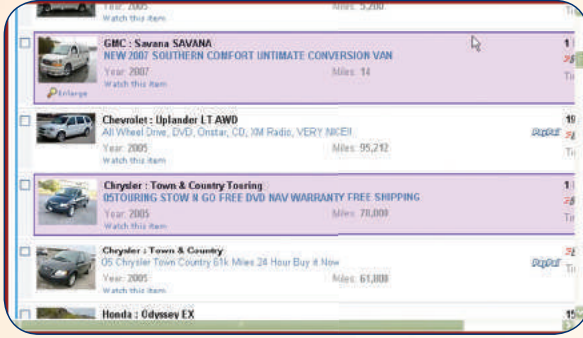 Year: 2005 Miles: 5,200
Watch this item
GMC : Savana SAVANA
NEW 2007 SOUTHERN COMFORT UNTIMATE CONVERSION VAN
Year: 2007 Miles: 14
Watch this item
Enlarge
Chevrolet : Uplander LT AWD
All Wheel Drive, DVD, Onstar, CD, XM Radio, VERY NICE!!
Year: 2005 Miles: 95,212
Watch this item
Chrysler : Town & Country Touring
05TOURING STOW N GO FREE DVD NAV WARRANTY FREE SHIPPING
Year: 2005 Miles: 78,000
Watch this item
Chrysler : Town & Country
05 Chrysler Town Country 61k Miles 24 Hour Buy it Now
Year: 2005 Miles: 61,800
Watch this item
Honda : Odyssey EX